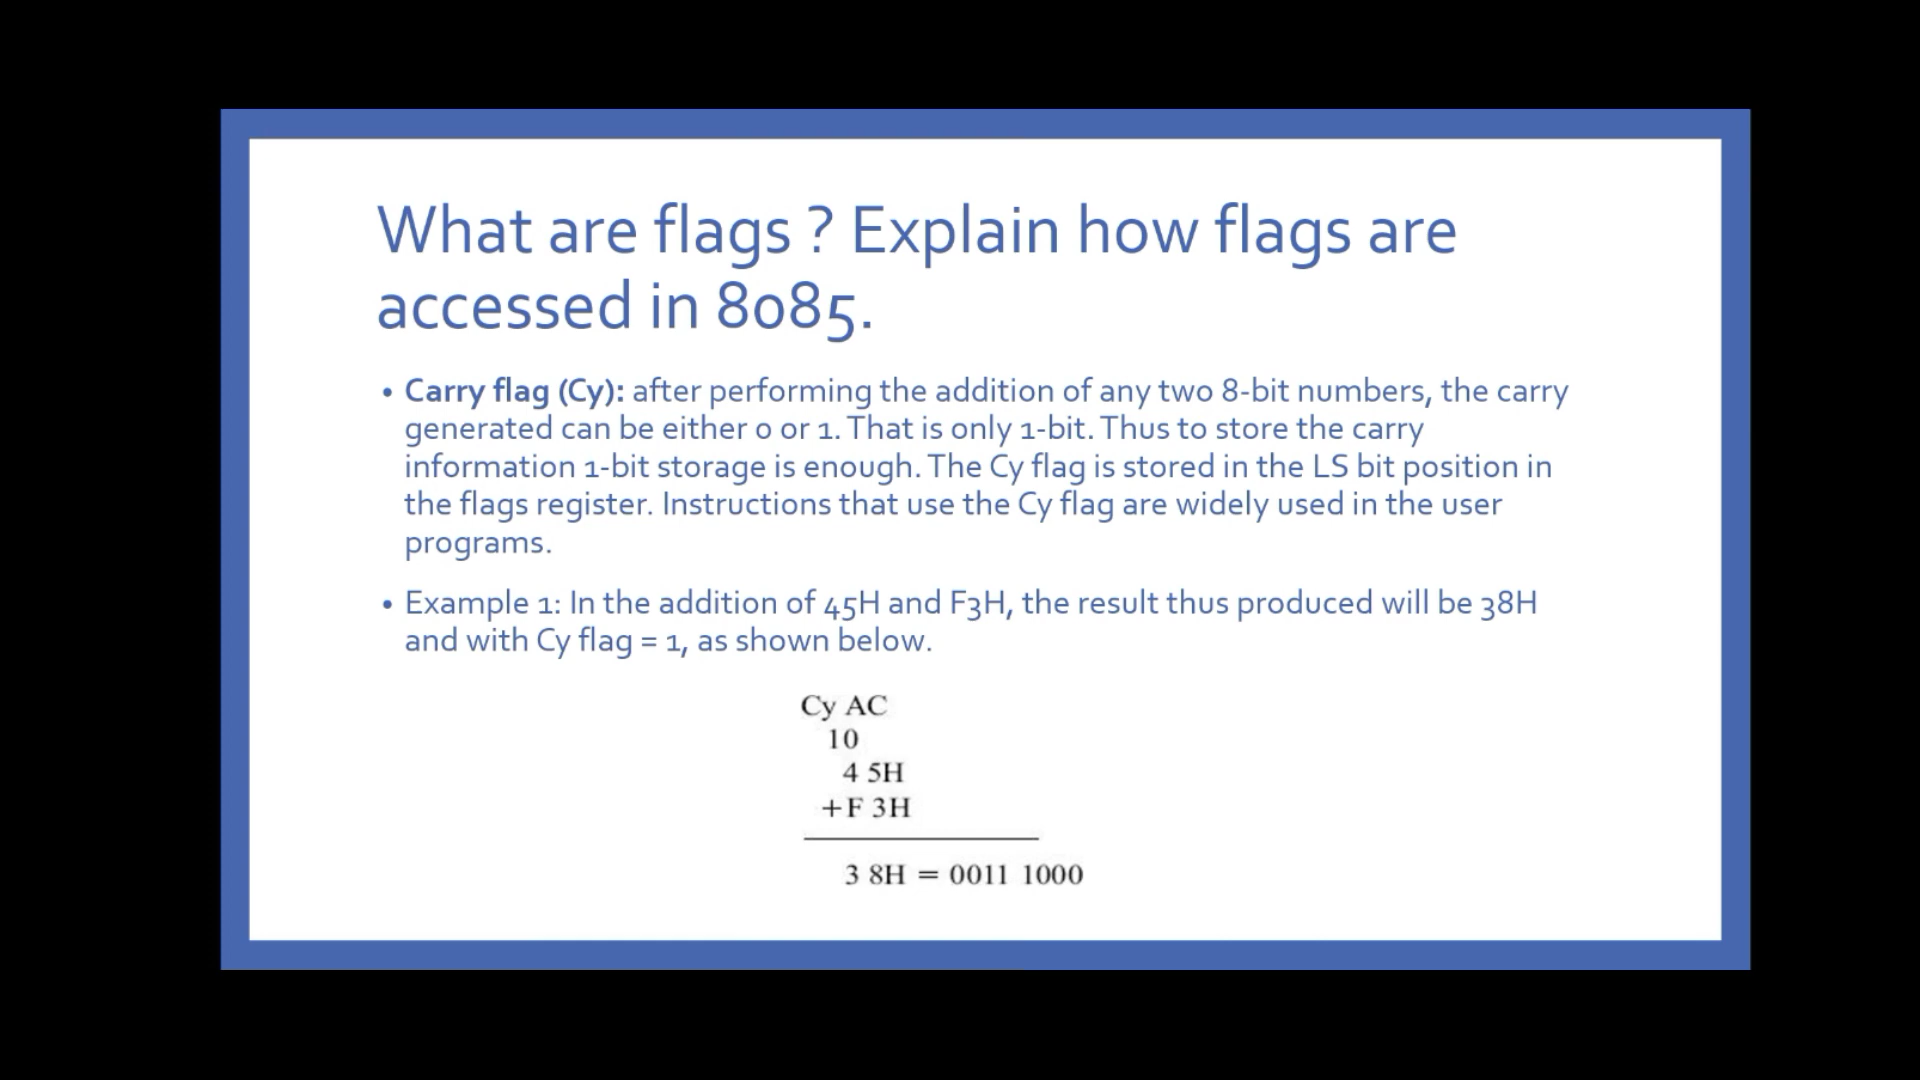 What are flags ? Explain how flags are
accessed in 8085.
• Carry flag (Cy): after performing the addition of any two 8-bit numbers, the carry
generated can be either 0 or 1. That is only 1-bit. Thus to store the carry
information 1-bit storage is enough. The Cy flag is stored in the LS bit position in
the flags register. Instructions that use the Cy flag are widely used in the user
programs.
• Example 1: In the addition of 45H and F3H, the result thus produced will be 38H
and with Cy flag = 1, as shown below.
Cy AC
10
4 5H
+F 3H
3 8H = 0011 1000